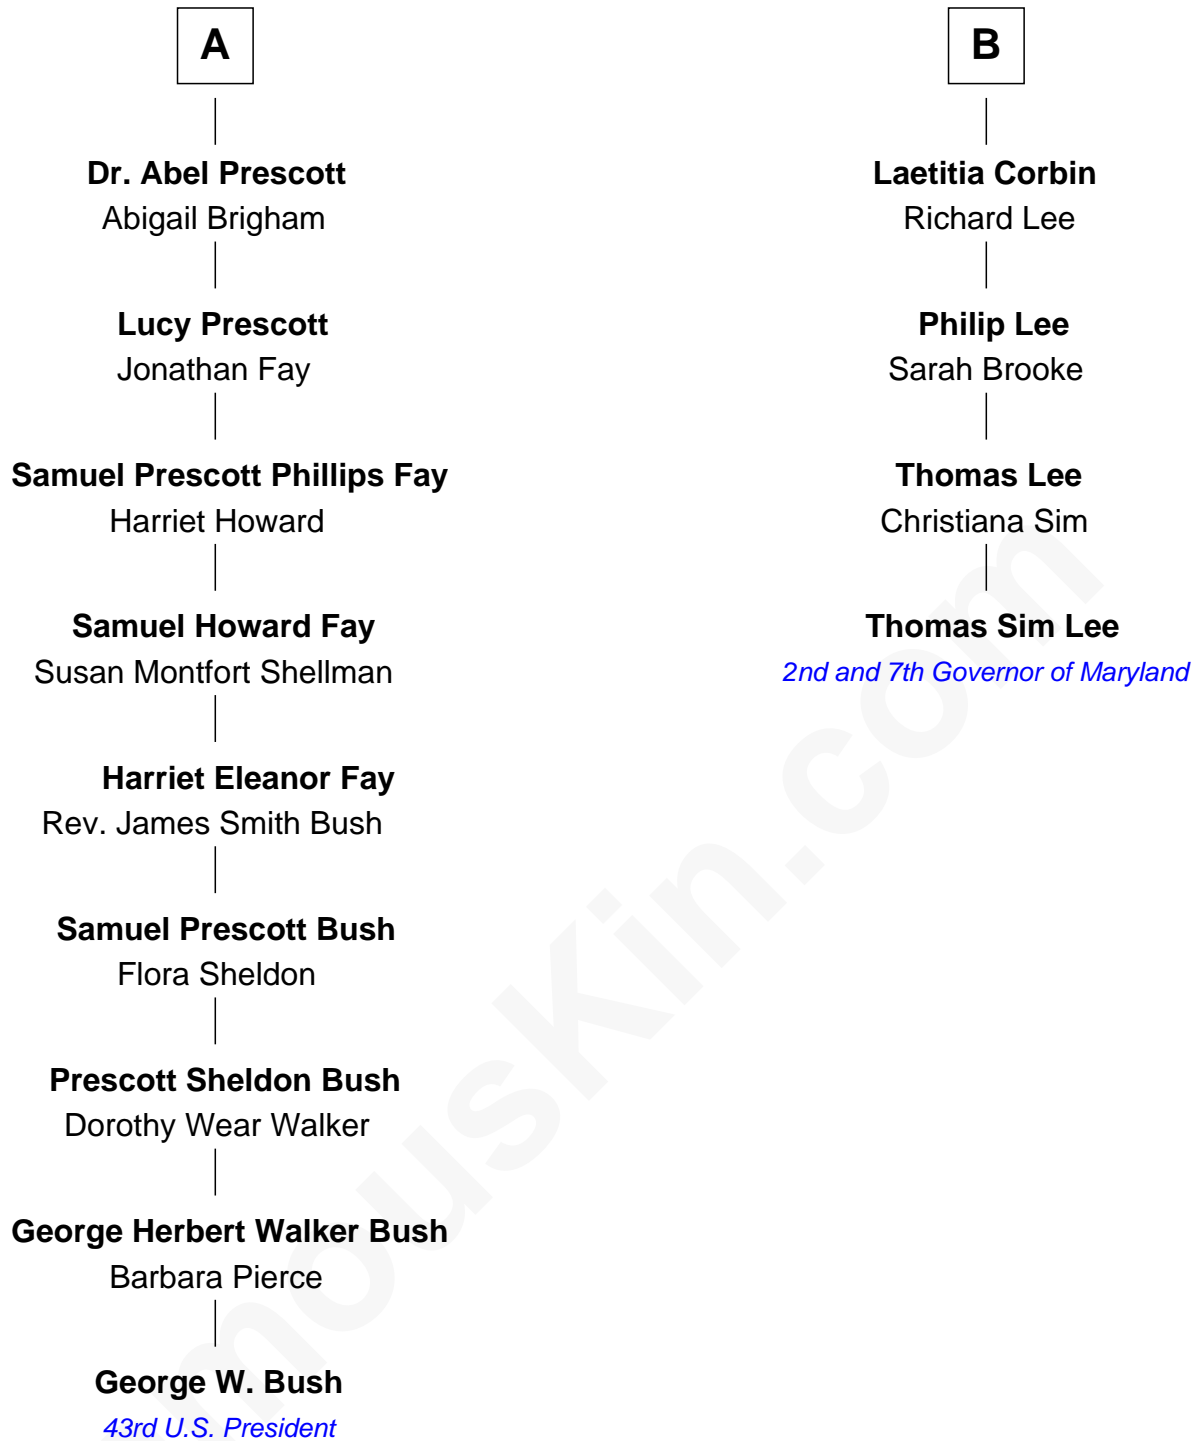 A
Dr. Abel Prescott
Abigail Brigham
Lucy Prescott
Jonathan Fay
Samuel Prescott Phillips Fay
Harriet Howard
Samuel Howard Fay
Susan Montfort Shellman
Harriet Eleanor Fay
Rev. James Smith Bush
Samuel Prescott Bush
Flora Sheldon
Prescott Sheldon Bush
Dorothy Wear Walker
George Herbert Walker Bush
Barbara Pierce
George W. Bush
43rd U.S. President
B
Laetitia Corbin
Richard Lee
Philip Lee
Sarah Brooke
Thomas Lee
Christiana Sim
Thomas Sim Lee
2nd and 7th Governor of Maryland
mousKin.com